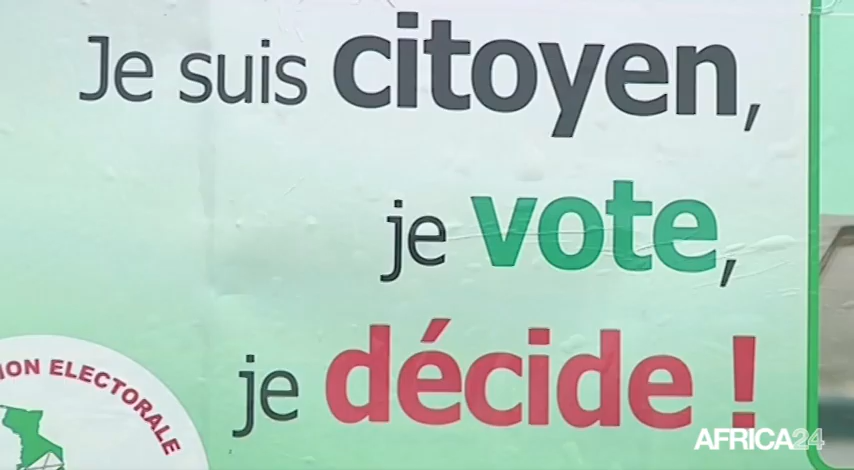 Je suis citoyen,
je vote,
je décide !
ION ELECTORALE
AFRICA24